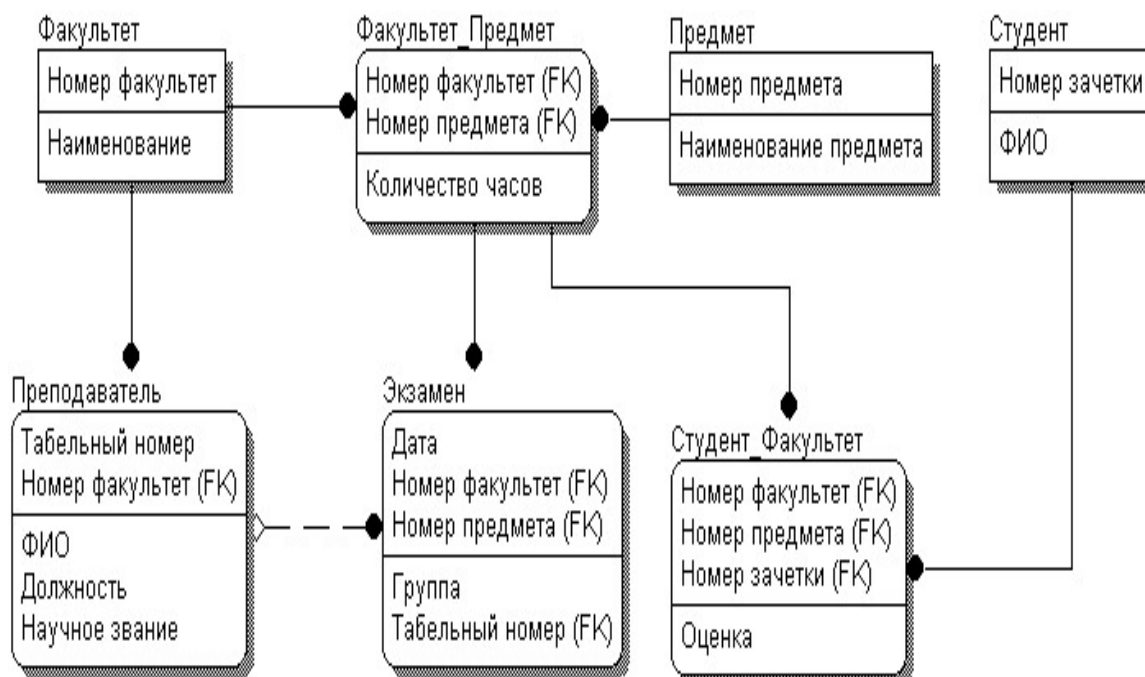 Факультет
Номер факультет
Наименование
Факультет_Предмет
Номер факультет (FK)
Номер предмета (FK)
Количество часов
Предмет
Номер предмета
Наименование предмета
Студент
Номер зачетки
ФИО
Преподаватель
Табельный номер
Номер факультет (FK)
ФИО
Должность
Научное звание
Экзамен
Дата
Номер факультет (FK)
Номер предмета (FK)
Группа
Табельный номер (FK)
Студент_Факультет
Номер факультет (FK)
Номер предмета (FK)
Номер зачетки (FK)
Оценка